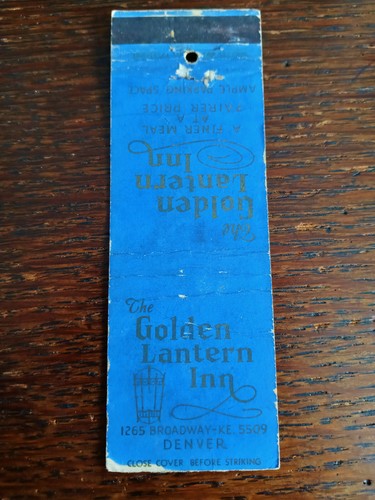 AMPLE PARKING SPACE
A FINER MEAL
AT A
FAIRER PRICE
The
Golden
Lantern
Inn
The
Golden
Lantern
Inn
1265 BROADWAY-KE. 5509
DENVER
CLOSE COVER BEFORE STRIKING